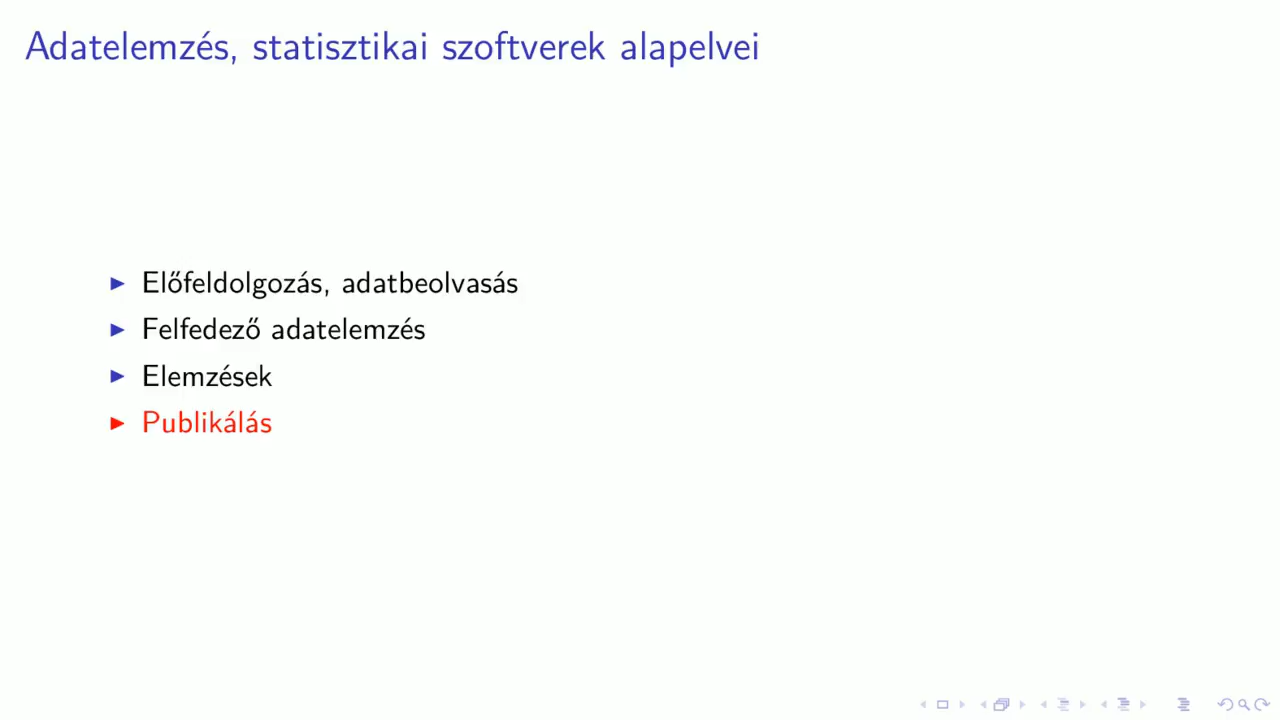 Adatelemzés, statisztikai szoftverek alapelvei
Előfeldolgozás, adatbeolvasás
Felfedező adatelemzés
Elemzések
Publikálás